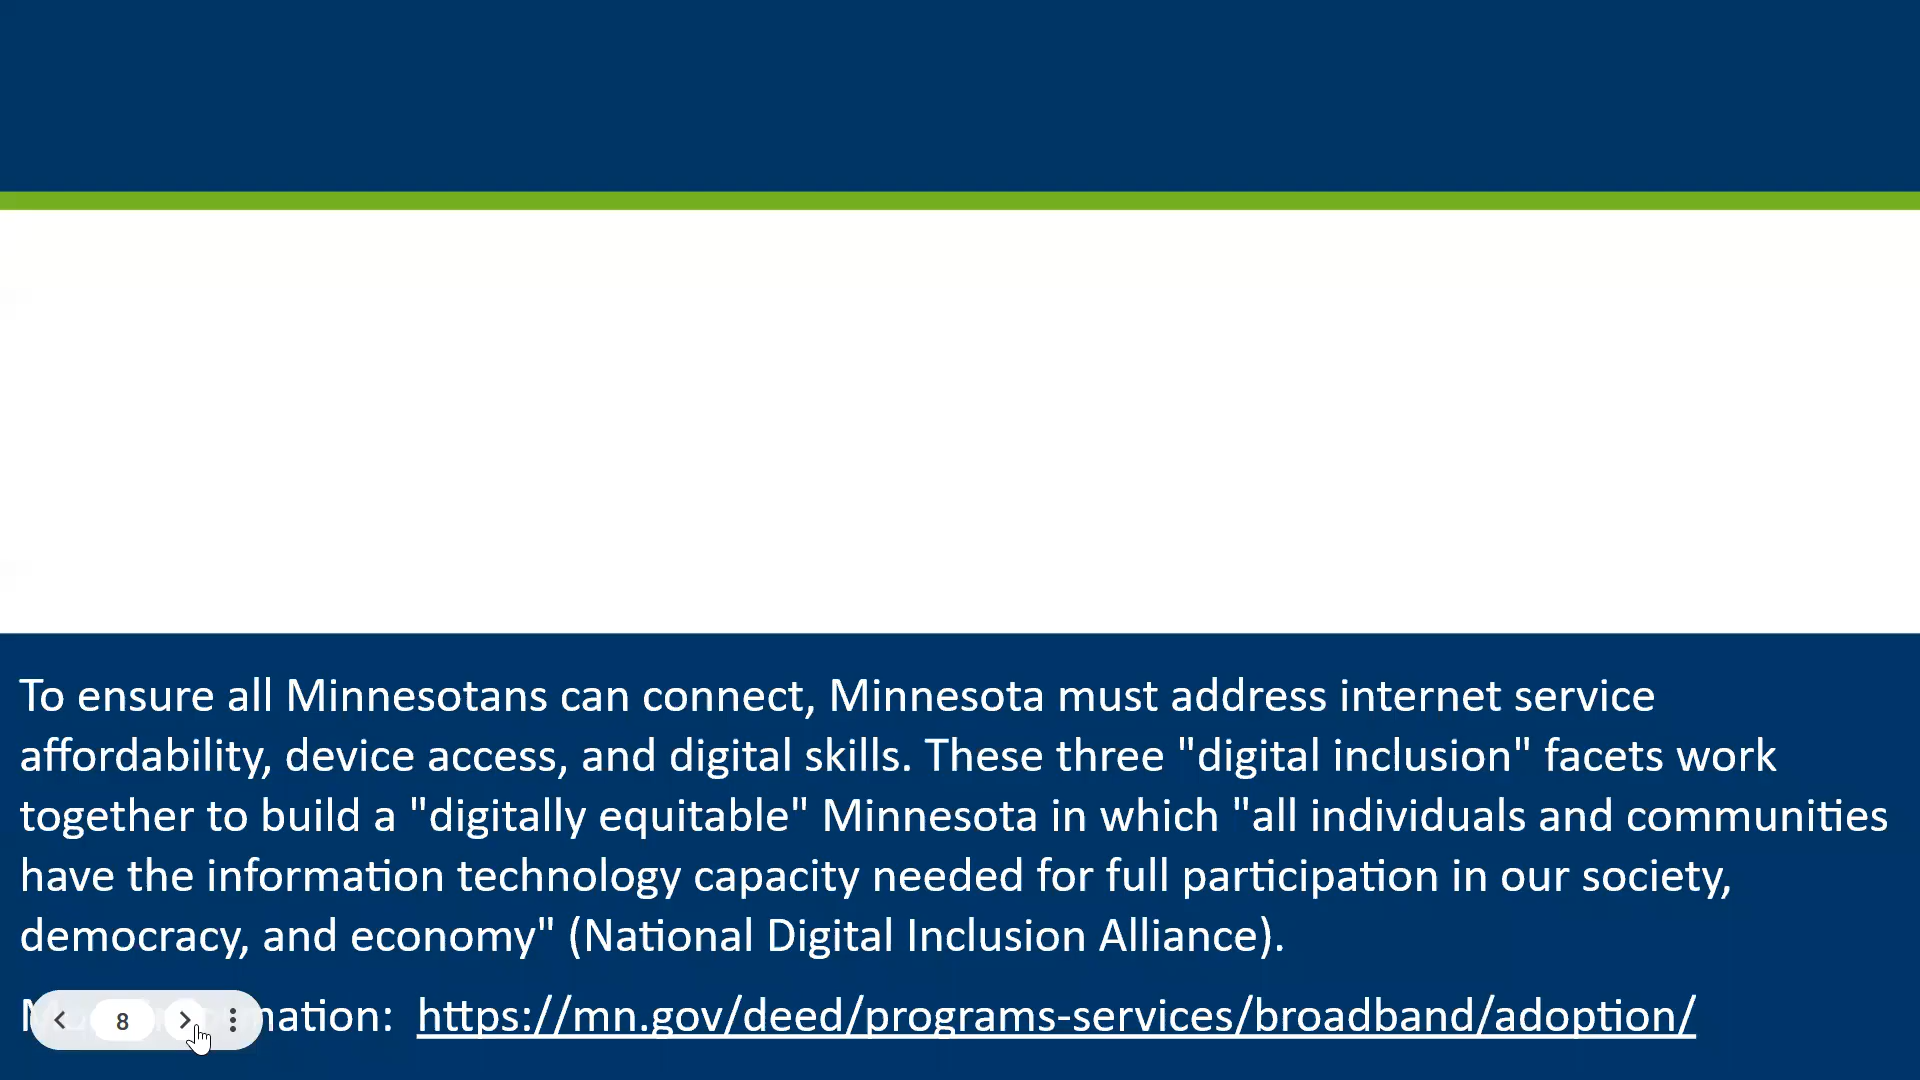 To ensure all Minnesotans can connect, Minnesota must address internet service
affordability, device access, and digital skills. These three "digital inclusion" facets work
together to build a "digitally equitable" Minnesota in which "all individuals and communities
have the information technology capacity needed for full participation in our society,
democracy, and economy" (National Digital Inclusion Alliance).
https://mn.gov/deed/programs-services/broadband/adoption/
8